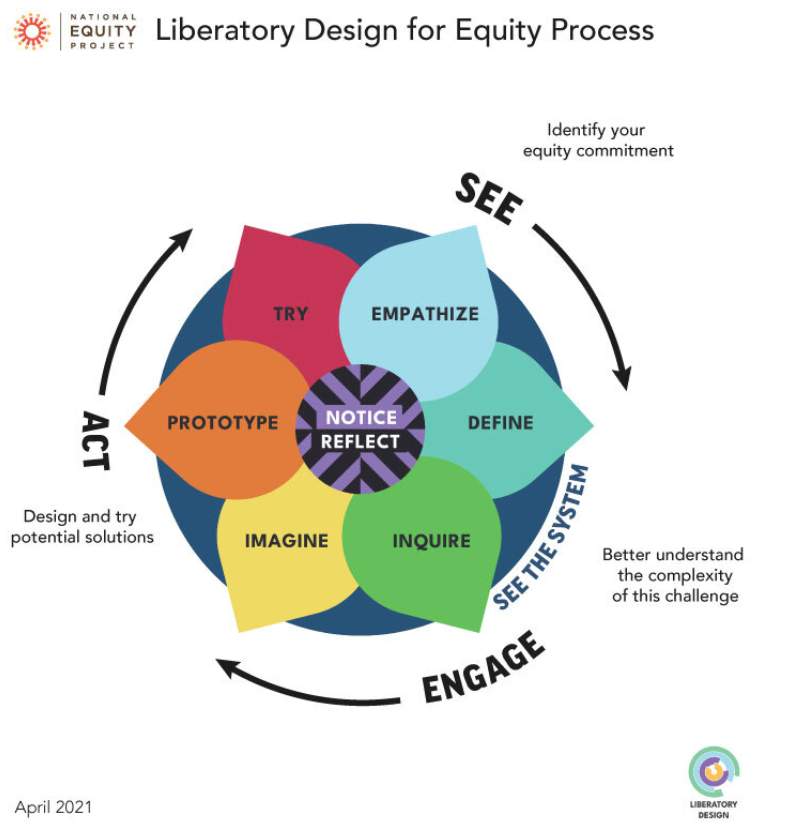 NATIONAL
EQUITY
PROJECT
Liberatory Design for Equity Process
Identify your
equity commitment
SEE
TRY
EMPATHIZE
PROTOTYPE
NOTICE
REFLECT
DEFINE
ACT
IMAGINE
INQUIRE
SEE THE SYSTEM
Design and try
potential solutions
Better understand
the complexity
of this challenge
ENGAGE
April 2021
LIBERATORY
DESIGN